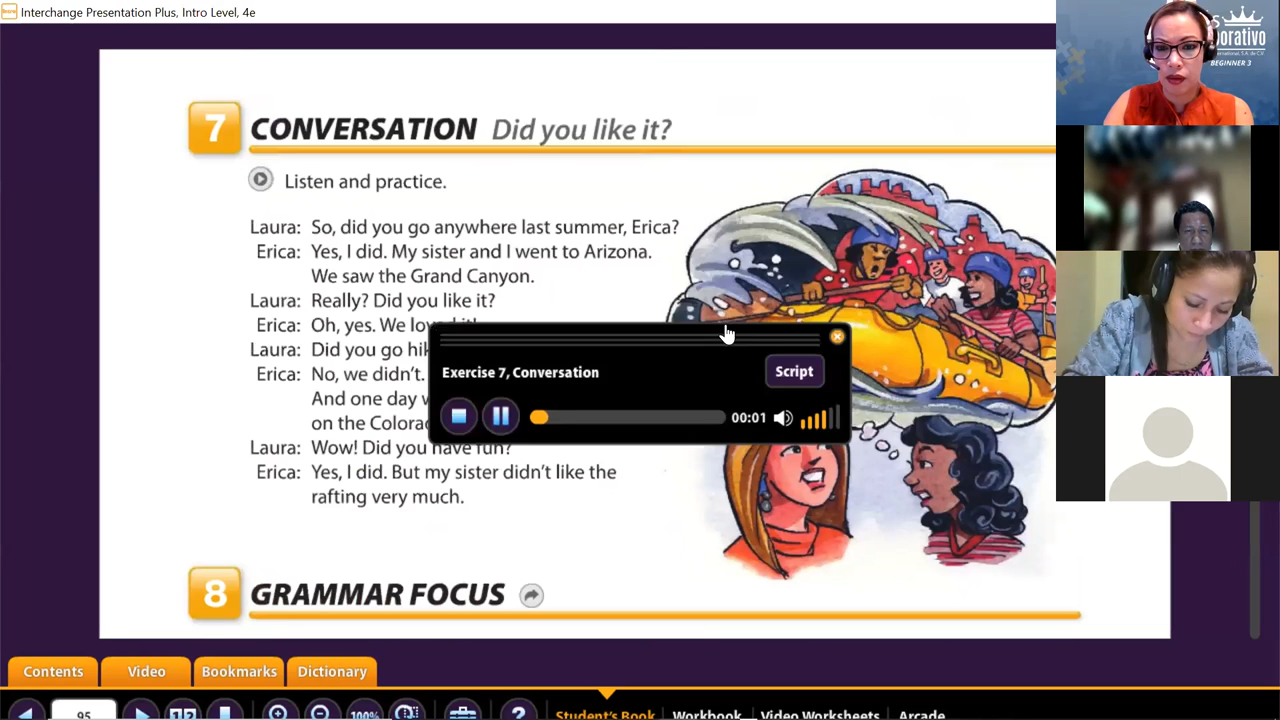 Interchange Presentation Plus, Intro Level, 4e
7 CONVERSATION Did you like it?
Listen and practice.
Laura: So, did you go anywhere last summer, Erica?
Erica: Yes, I did. My sister and I went to Arizona.
We saw the Grand Canyon.
Laura: Really? Did you like it?
Erica: Oh, yes. We
Laura: Did you go
Erica: No, we didn't.
And one day
on the
Laura: Wow! Did you have fun?
Erica: Yes, I did. But my sister didn't like the
rafting very much.
Exercise 7, Conversation
Script
00:01
8 GRAMMAR FOCUS
Contents
Video
Bookmarks
Dictionary
95
100%
?
Student's Book
Workbook
Video Worksheets
Arcade
BEGINNER 3